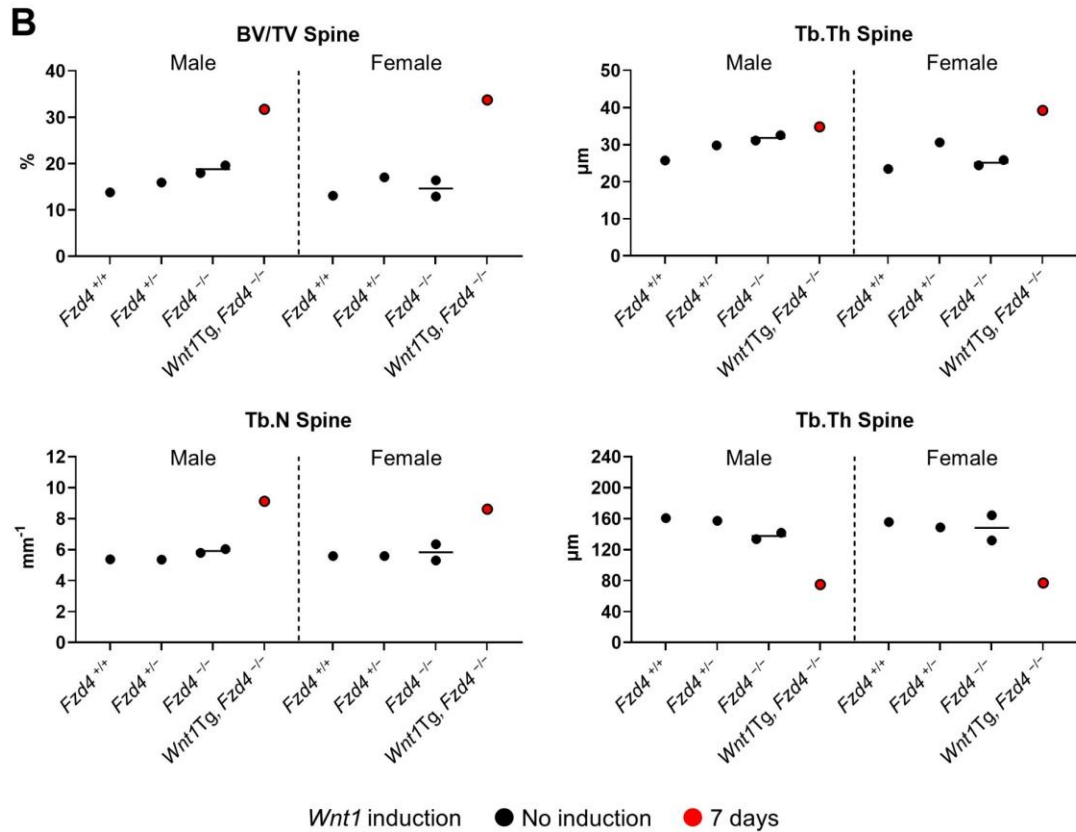 B
BV/TV Spine
Male Female
%
40
30
20
10
0
Fzd4 +/+
Fzd4 +/−
Fzd4 −/−
Wnt1Tg, Fzd4 −/−
Fzd4 +/+
Fzd4 +/−
Fzd4 −/−
Wnt1Tg, Fzd4 −/−
Tb.Th Spine
Male Female
µm
50
40
30
20
10
0
Fzd4 +/+
Fzd4 +/−
Fzd4 −/−
Wnt1Tg, Fzd4 −/−
Fzd4 +/+
Fzd4 +/−
Fzd4 −/−
Wnt1Tg, Fzd4 −/−
Tb.N Spine
Male Female
mm-1
12
10
8
6
4
2
0
Fzd4 +/+
Fzd4 +/−
Fzd4 −/−
Wnt1Tg, Fzd4 −/−
Fzd4 +/+
Fzd4 +/−
Fzd4 −/−
Wnt1Tg, Fzd4 −/−
Tb.Th Spine
Male Female
µm
240
200
160
120
80
40
0
Fzd4 +/+
Fzd4 +/−
Fzd4 −/−
Wnt1Tg, Fzd4 −/−
Fzd4 +/+
Fzd4 +/−
Fzd4 −/−
Wnt1Tg, Fzd4 −/−
Wnt1 induction No induction 7 days